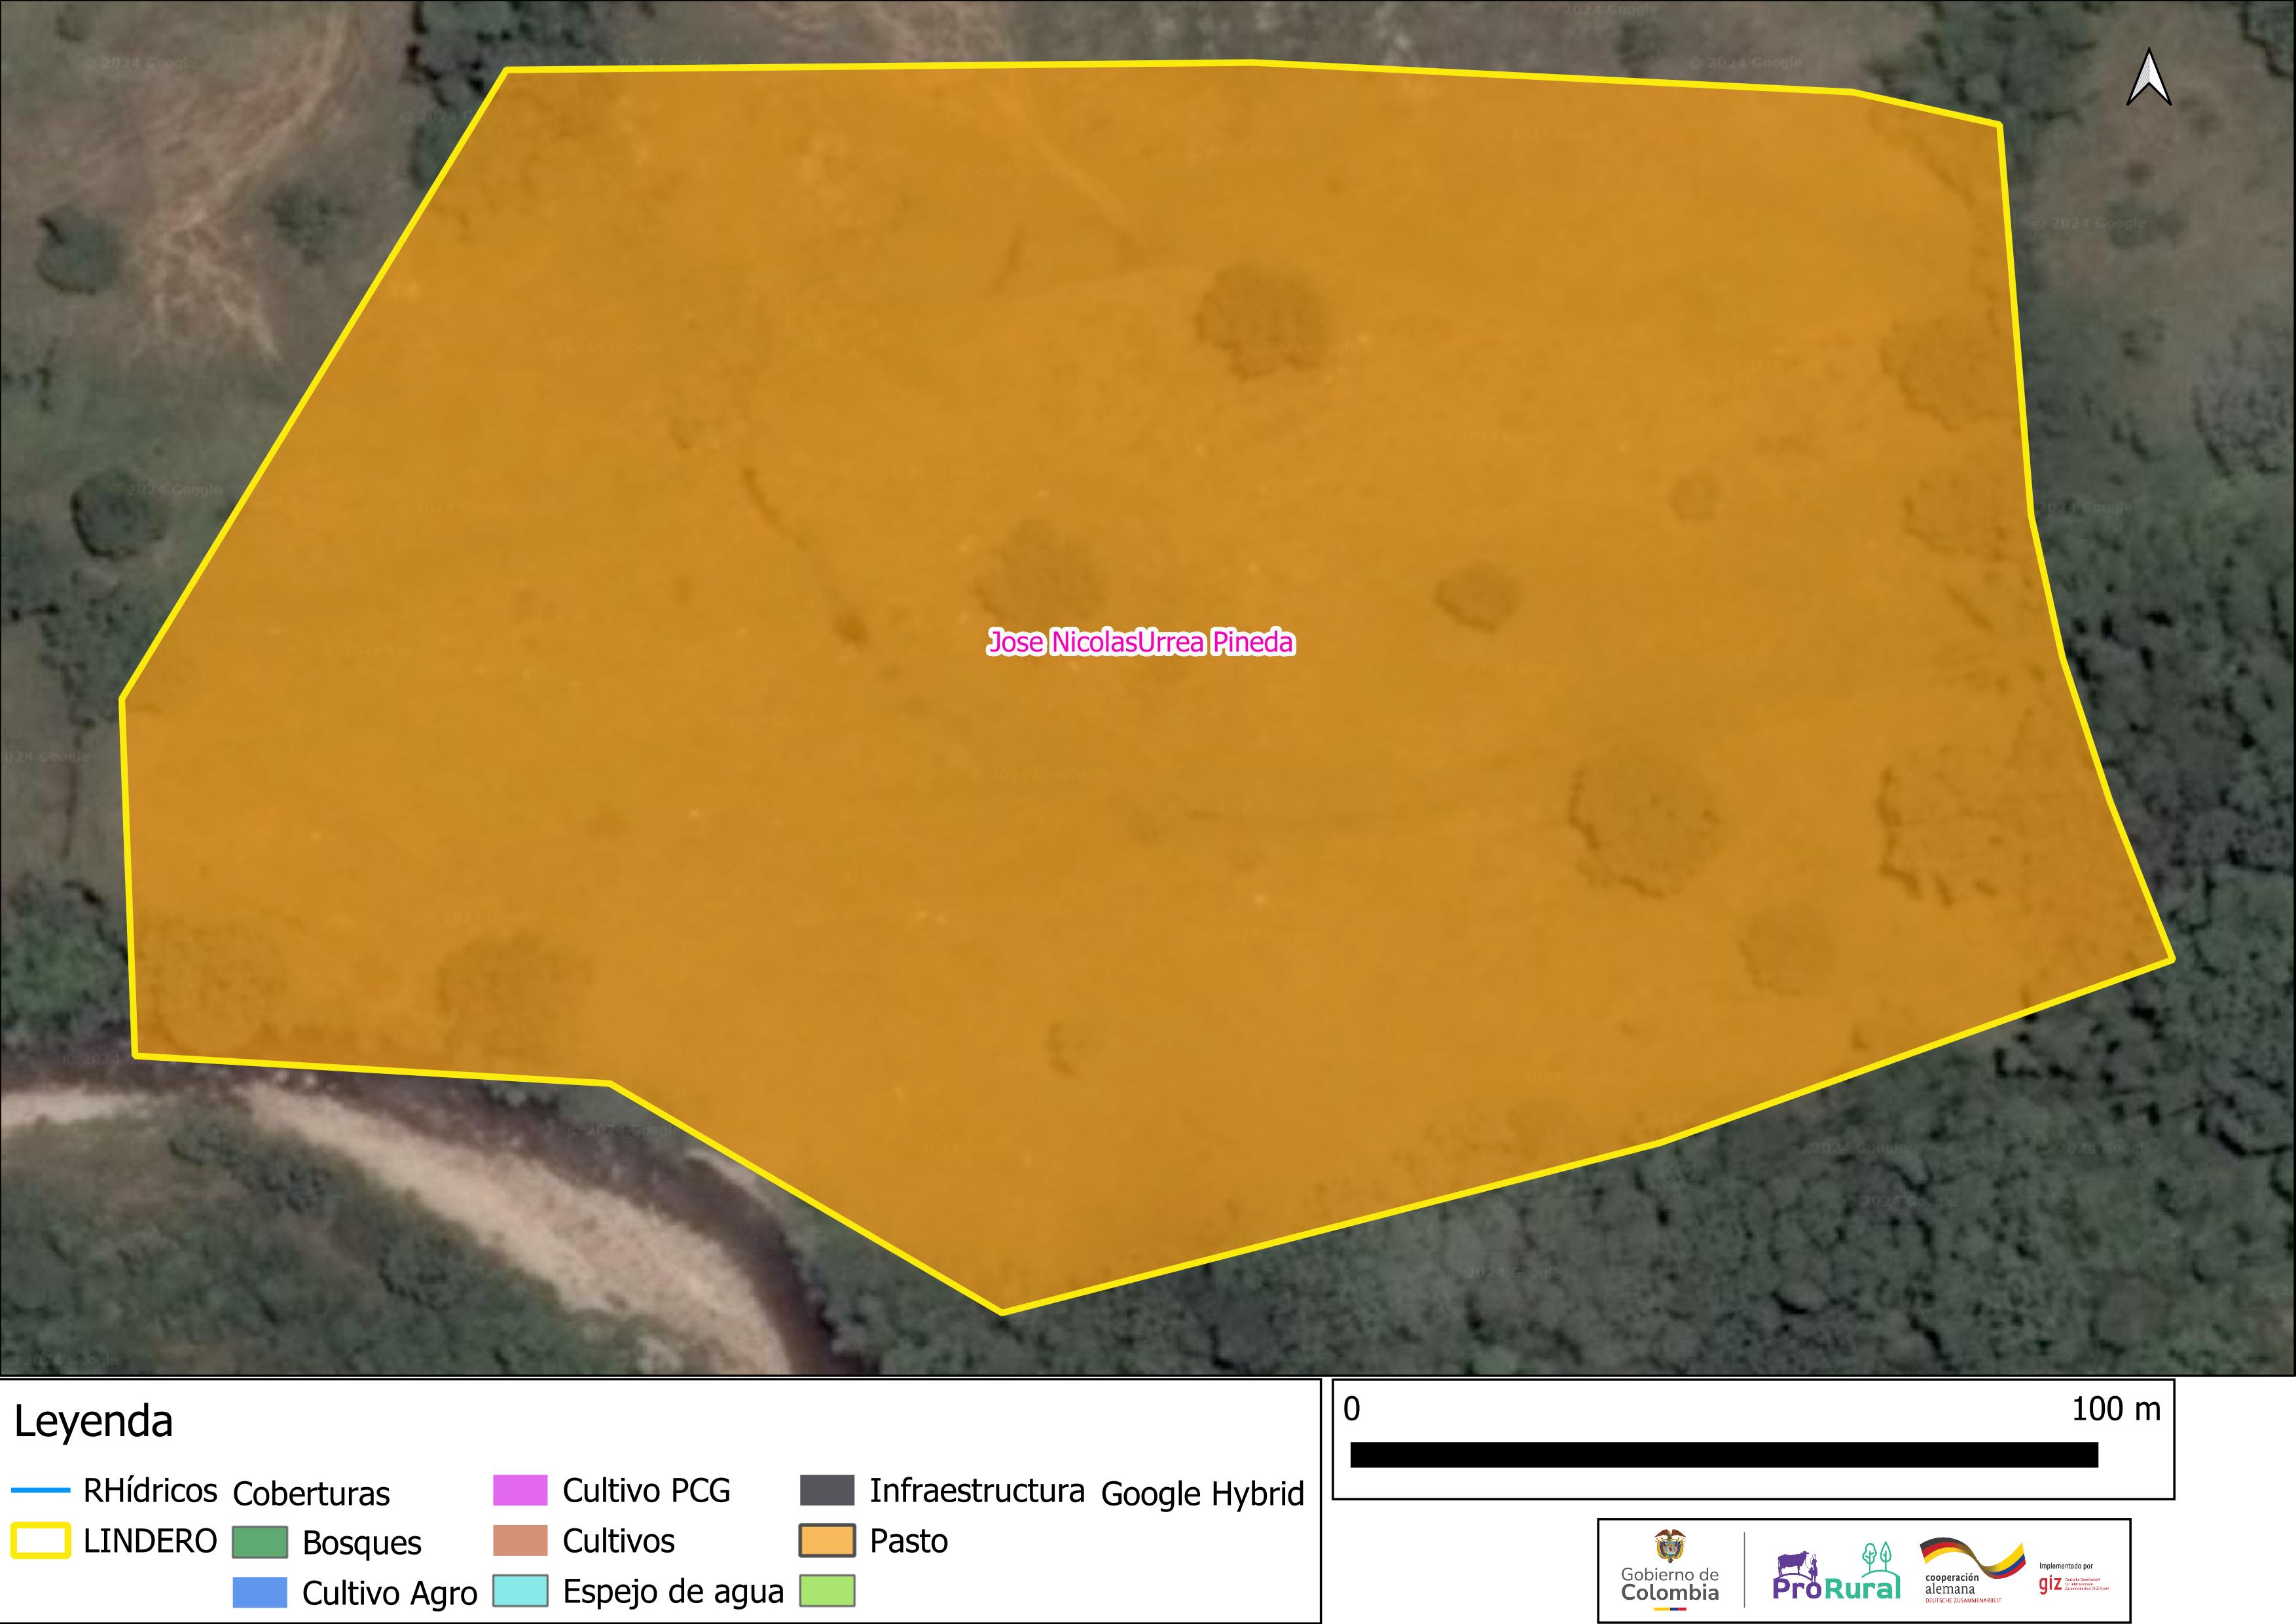 © 2024 Google
Jose NicolasUrrea Pineda
Leyenda
RHídricos
LINDERO
Coberturas
Bosques
Cultivo Agro
Cultivo PCG
Cultivos
Espejo de agua
Infraestructura
Pasto
Google Hybrid
0 100 m
Gobierno de
Colombia
ProRural
cooperación
alemana
DEUTSCHE ZUSAMMENARBEIT
Implementado por
giz